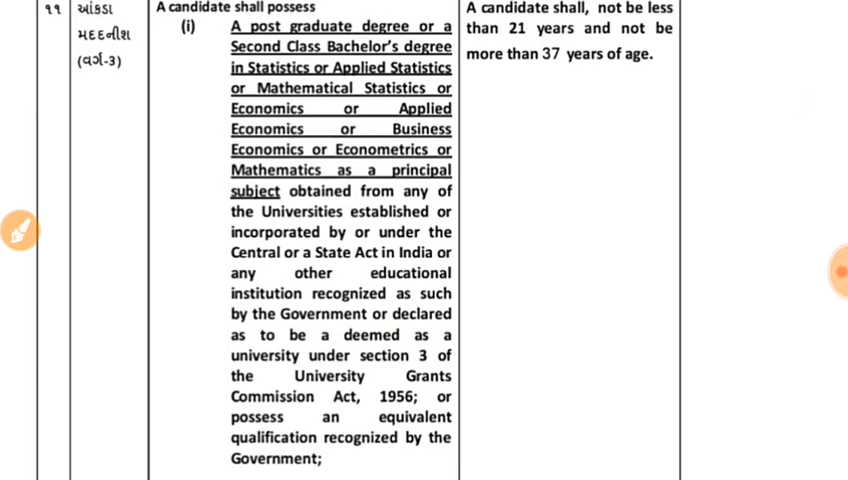 ૧૧
આંકડા
મદદનીશ
(વર્ગ-3)
A candidate shall possess
(i) A post graduate degree or a
Second Class Bachelor's degree
in Statistics or Applied Statistics
or Mathematical Statistics or
Economics or Applied
Economics or Business
Economics or Econometrics or
Mathematics as a principal
subject obtained from any of
the Universities established or
incorporated by or under the
Central or a State Act in India or
any other educational
institution recognized as such
by the Government or declared
as to be a deemed as a
university under section 3 of
the University Grants
Commission Act, 1956; or
possess an equivalent
qualification recognized by the
Government;
A candidate shall, not be less
than 21 years and not be
more than 37 years of age.